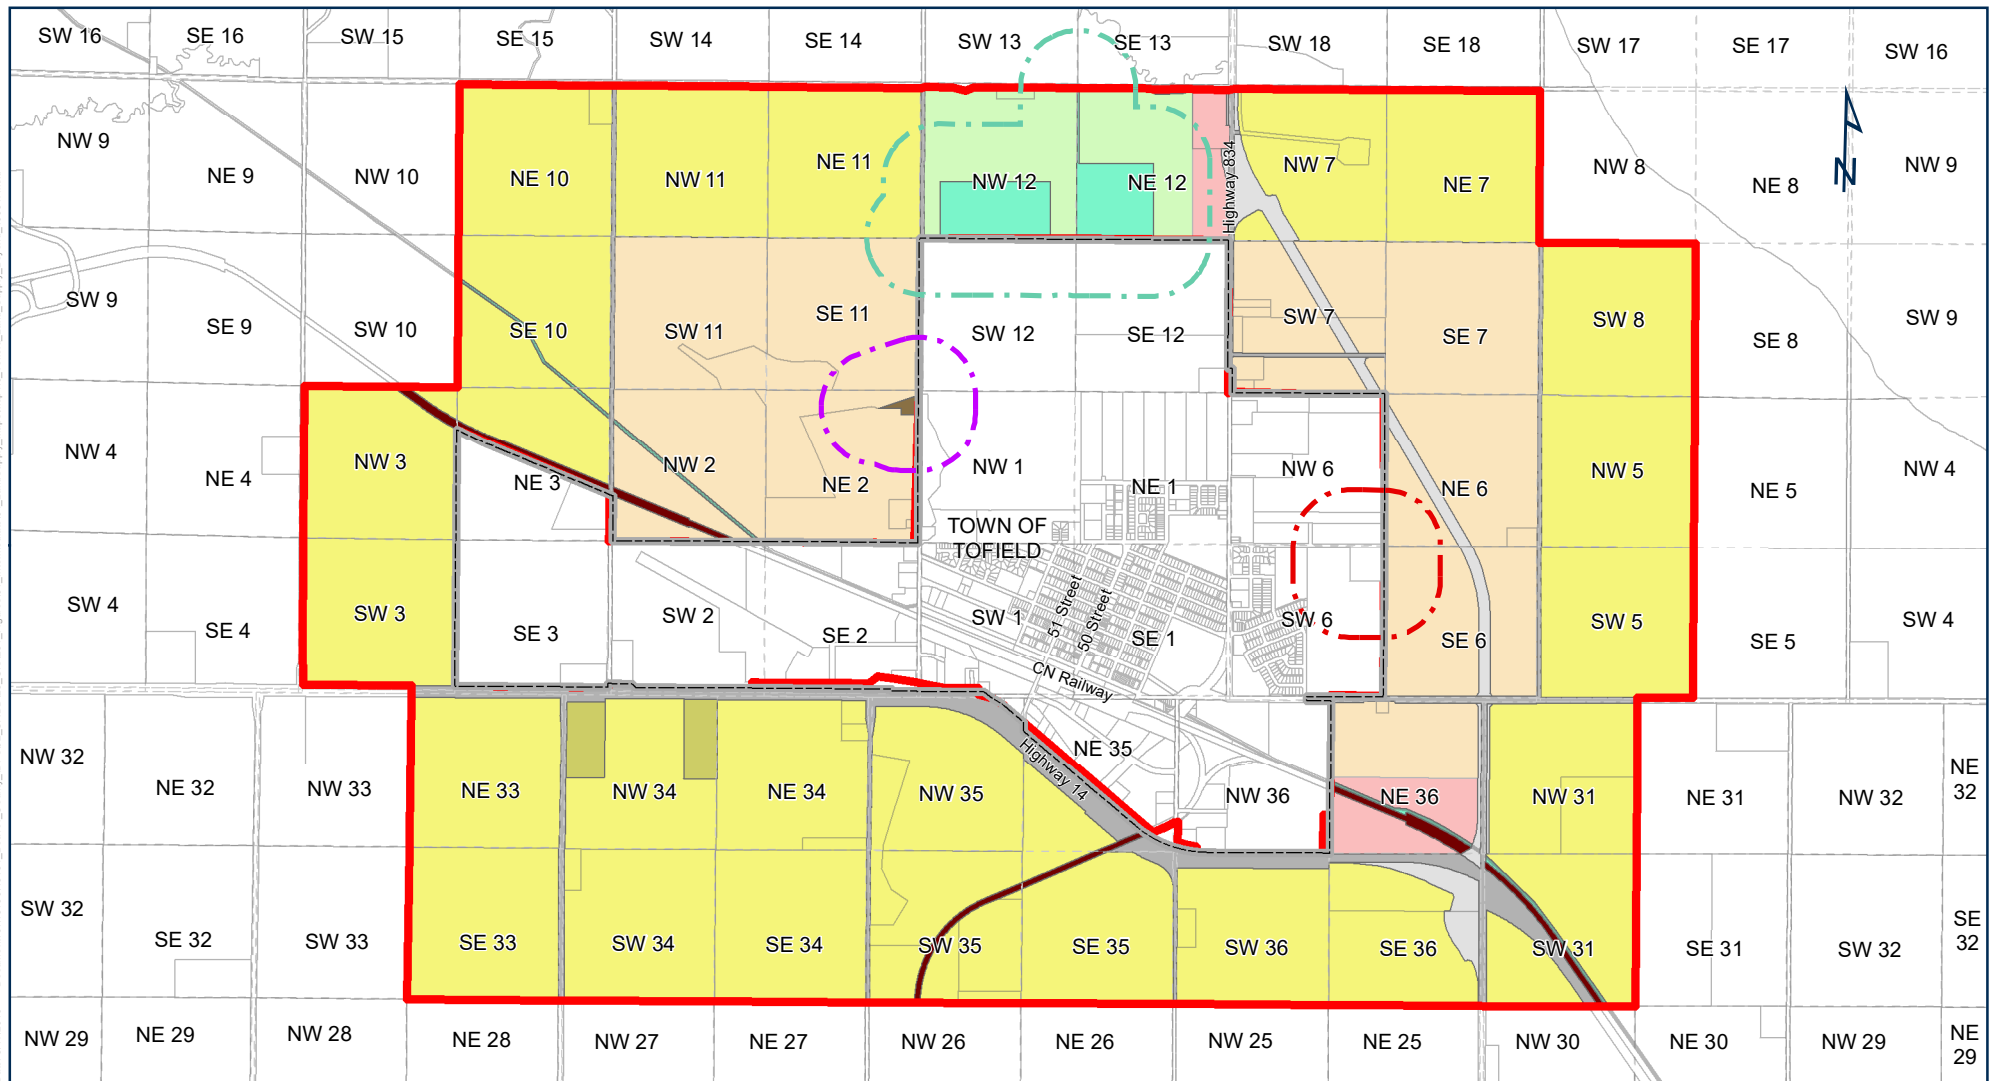 SW 16
SE 16
SW 15
SE 15
SW 14
SE 14
SW 13
SE 13
SW 18
SE 18
SW 17
SE 17
SW 16
NW 9
NE 9
NW 10
NE 10
NW 11
NE 11
NW 12
NE 12
Highway 834
NW 7
NE 7
NW 8
NE 8
N
NW 9
SW 9
SE 9
SW 10
SE 10
SW 11
SE 11
SW 12
SE 12
SW 7
SE 7
SW 8
SE 8
SW 9
NW 4
NE 4
NW 3
NE 3
NW 2
NE 2
NW 1
NE 1
NW 6
NE 6
NW 5
NE 5
NW 4
TOWN OF
TOFIELD
SW 4
SE 4
SW 3
SE 3
SW 2
SE 2
SW 1
51 Street
50 Street
SE 1
SW 6
SE 6
SW 5
SE 5
SW 4
CN Railway
NW 32
NE 32
NW 33
NE 33
NW 34
NE 34
NW 35
Highway 14
NE 35
NW 36
NE 36
NW 31
NE 31
NW 32
NE
32
SW 32
SE 32
SW 33
SE 33
SW 34
SE 34
SW 35
SE 35
SW 36
SE 36
SW 31
SE 31
SW 32
SE
32
NW 29
NE 29
NW 28
NE 28
NW 27
NE 27
NW 26
NE 26
NW 25
NE 25
NW 30
NE 30
NW 29
NE
29